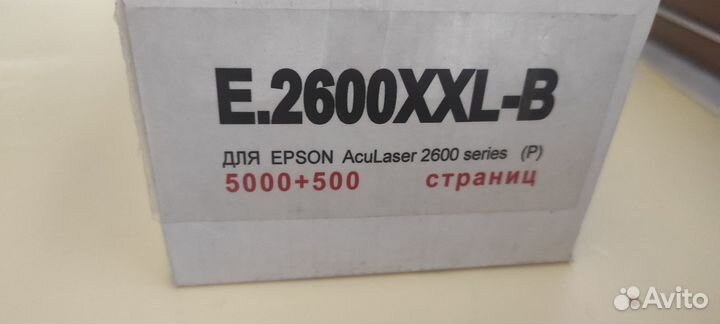 E.2600XXL-B
ДЛЯ EPSON AcuLaser 2600 series (P)
5000+500 страниц
Avito